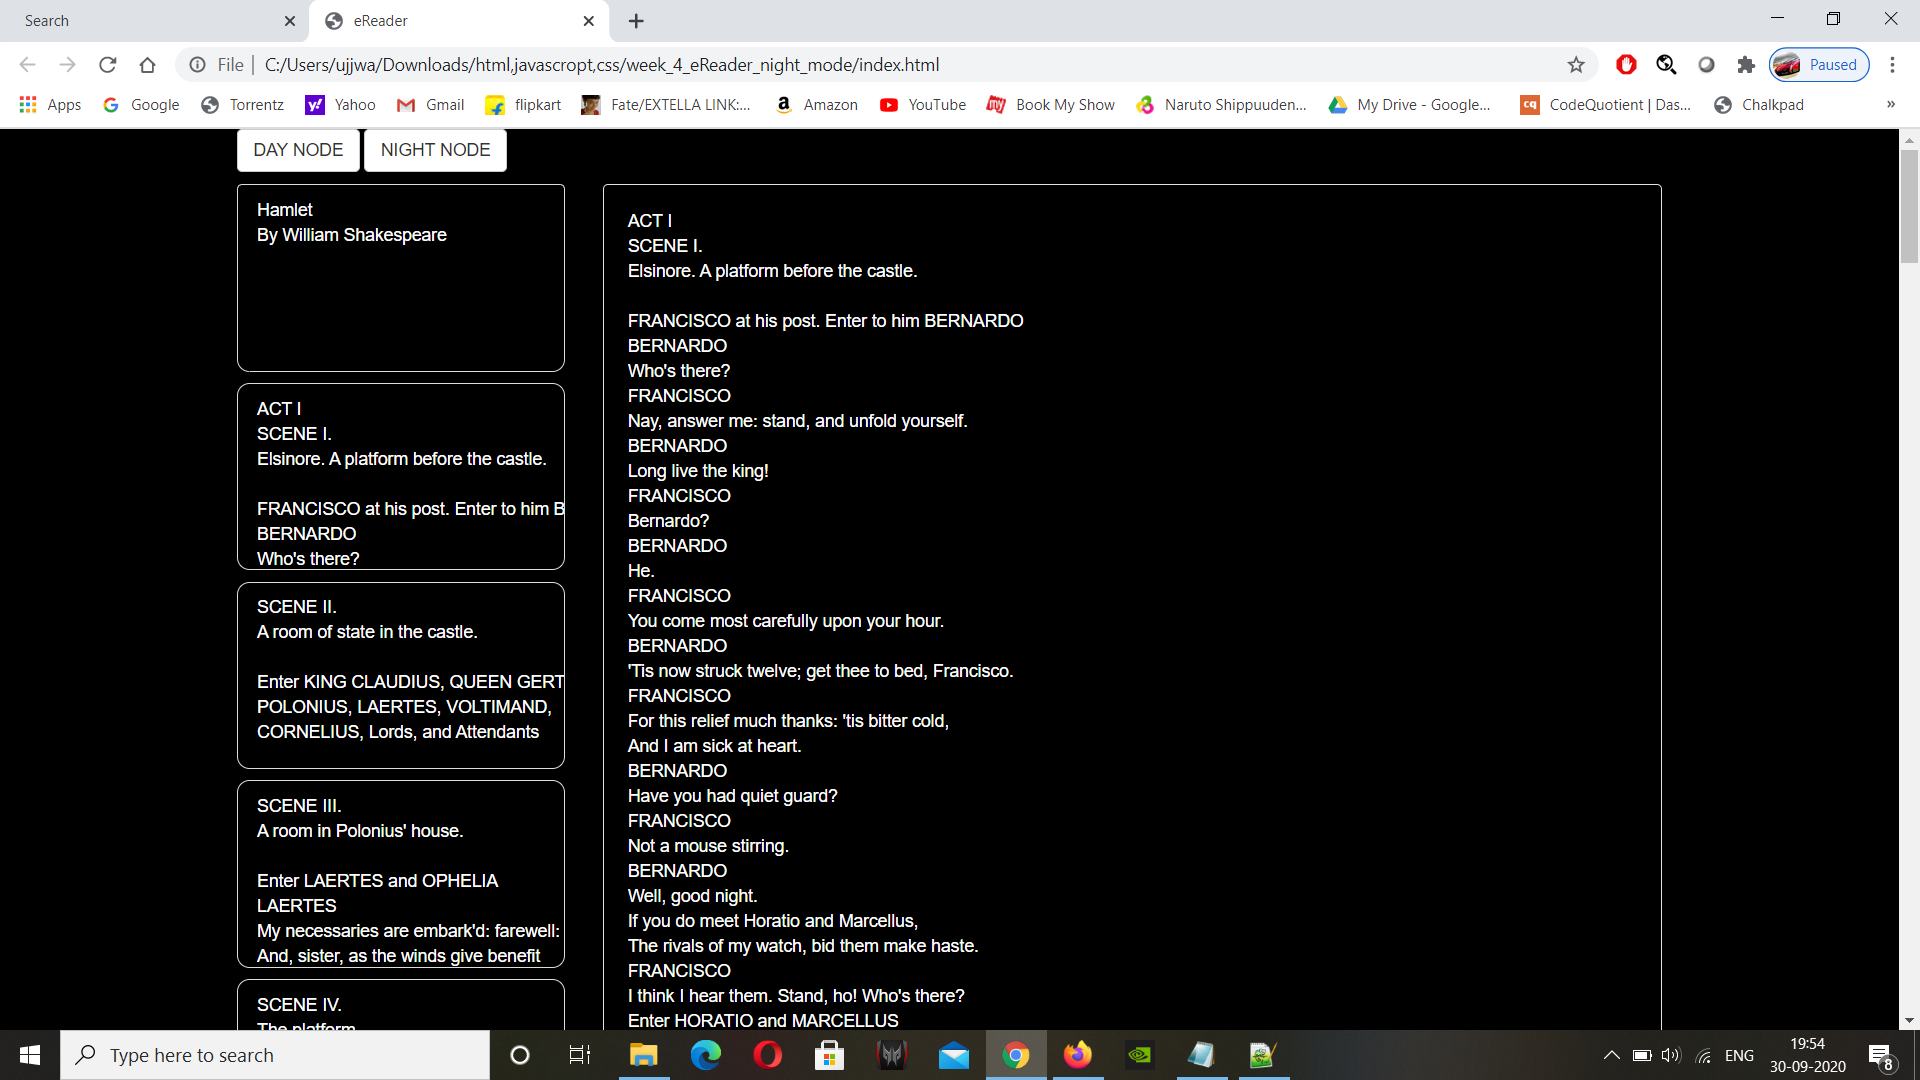 Search
eReader
File
C:/Users/ujjwa/Downloads/html,javascropt,css/week_4_eReader_night_mode/index.html
Paused
Apps
Google
Torrentz
Yahoo
Gmail
flipkart
Fate/EXTELLA LINK:...
Amazon
YouTube
Book My Show
Naruto Shippuuden...
My Drive - Google...
CodeQuotient | Das...
Chalkpad
»
DAY NODE
NIGHT NODE
Hamlet
By William Shakespeare
ACT I
SCENE I.
Elsinore. A platform before the castle.
FRANCISCO at his post. Enter to him B
BERNARDO
Who's there?
SCENE II.
A room of state in the castle.
Enter KING CLAUDIUS, QUEEN GERT
POLONIUS, LAERTES, VOLTIMAND,
CORNELIUS, Lords, and Attendants
SCENE III.
A room in Polonius' house.
Enter LAERTES and OPHELIA
LAERTES
My necessaries are embark'd: farewell:
And, sister, as the winds give benefit
SCENE IV.
The platform
ACT I
SCENE I.
Elsinore. A platform before the castle.
FRANCISCO at his post. Enter to him BERNARDO
BERNARDO
Who's there?
FRANCISCO
Nay, answer me: stand, and unfold yourself.
BERNARDO
Long live the king!
FRANCISCO
Bernardo?
BERNARDO
He.
FRANCISCO
You come most carefully upon your hour.
BERNARDO
'Tis now struck twelve; get thee to bed, Francisco.
FRANCISCO
For this relief much thanks: 'tis bitter cold,
And I am sick at heart.
BERNARDO
Have you had quiet guard?
FRANCISCO
Not a mouse stirring.
BERNARDO
Well, good night.
If you do meet Horatio and Marcellus,
The rivals of my watch, bid them make haste.
FRANCISCO
I think I hear them. Stand, ho! Who's there?
Enter HORATIO and MARCELLUS
Type here to search
ENG
19:54
30-09-2020
8